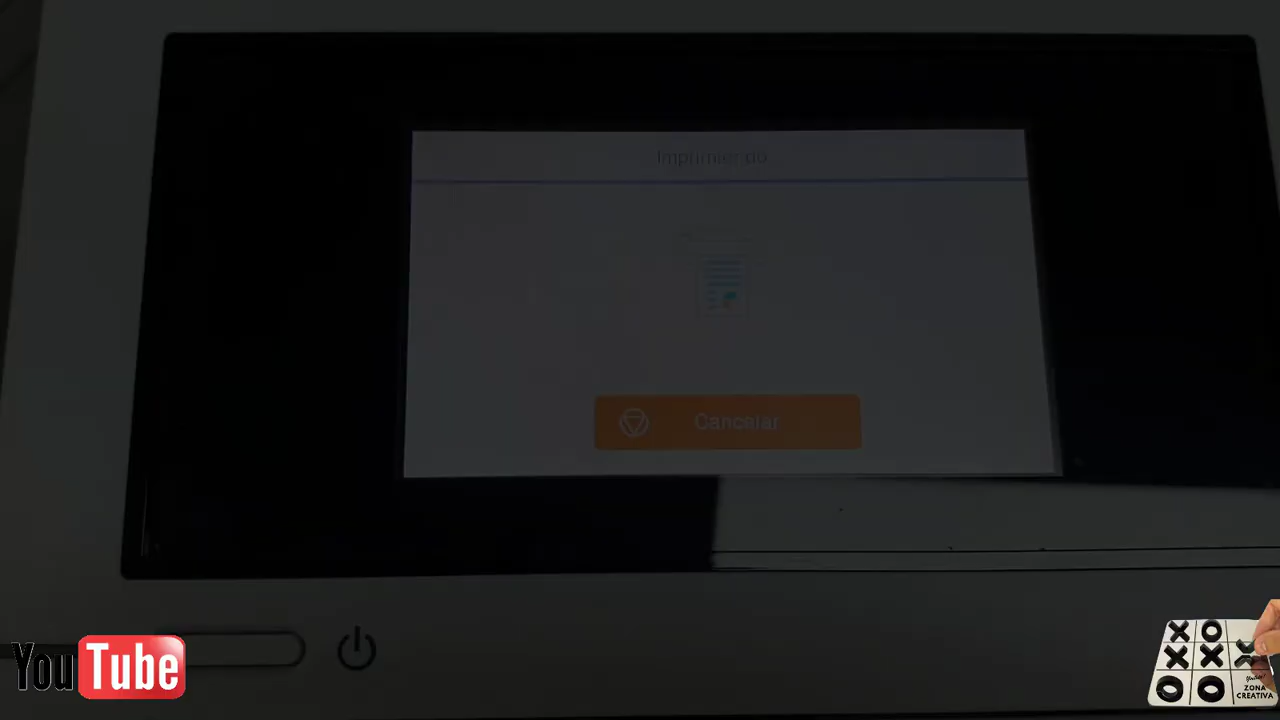 Imprimiendo
Cancelar
YouTube
X O
X X X
O O
ZONA
CREATIVA